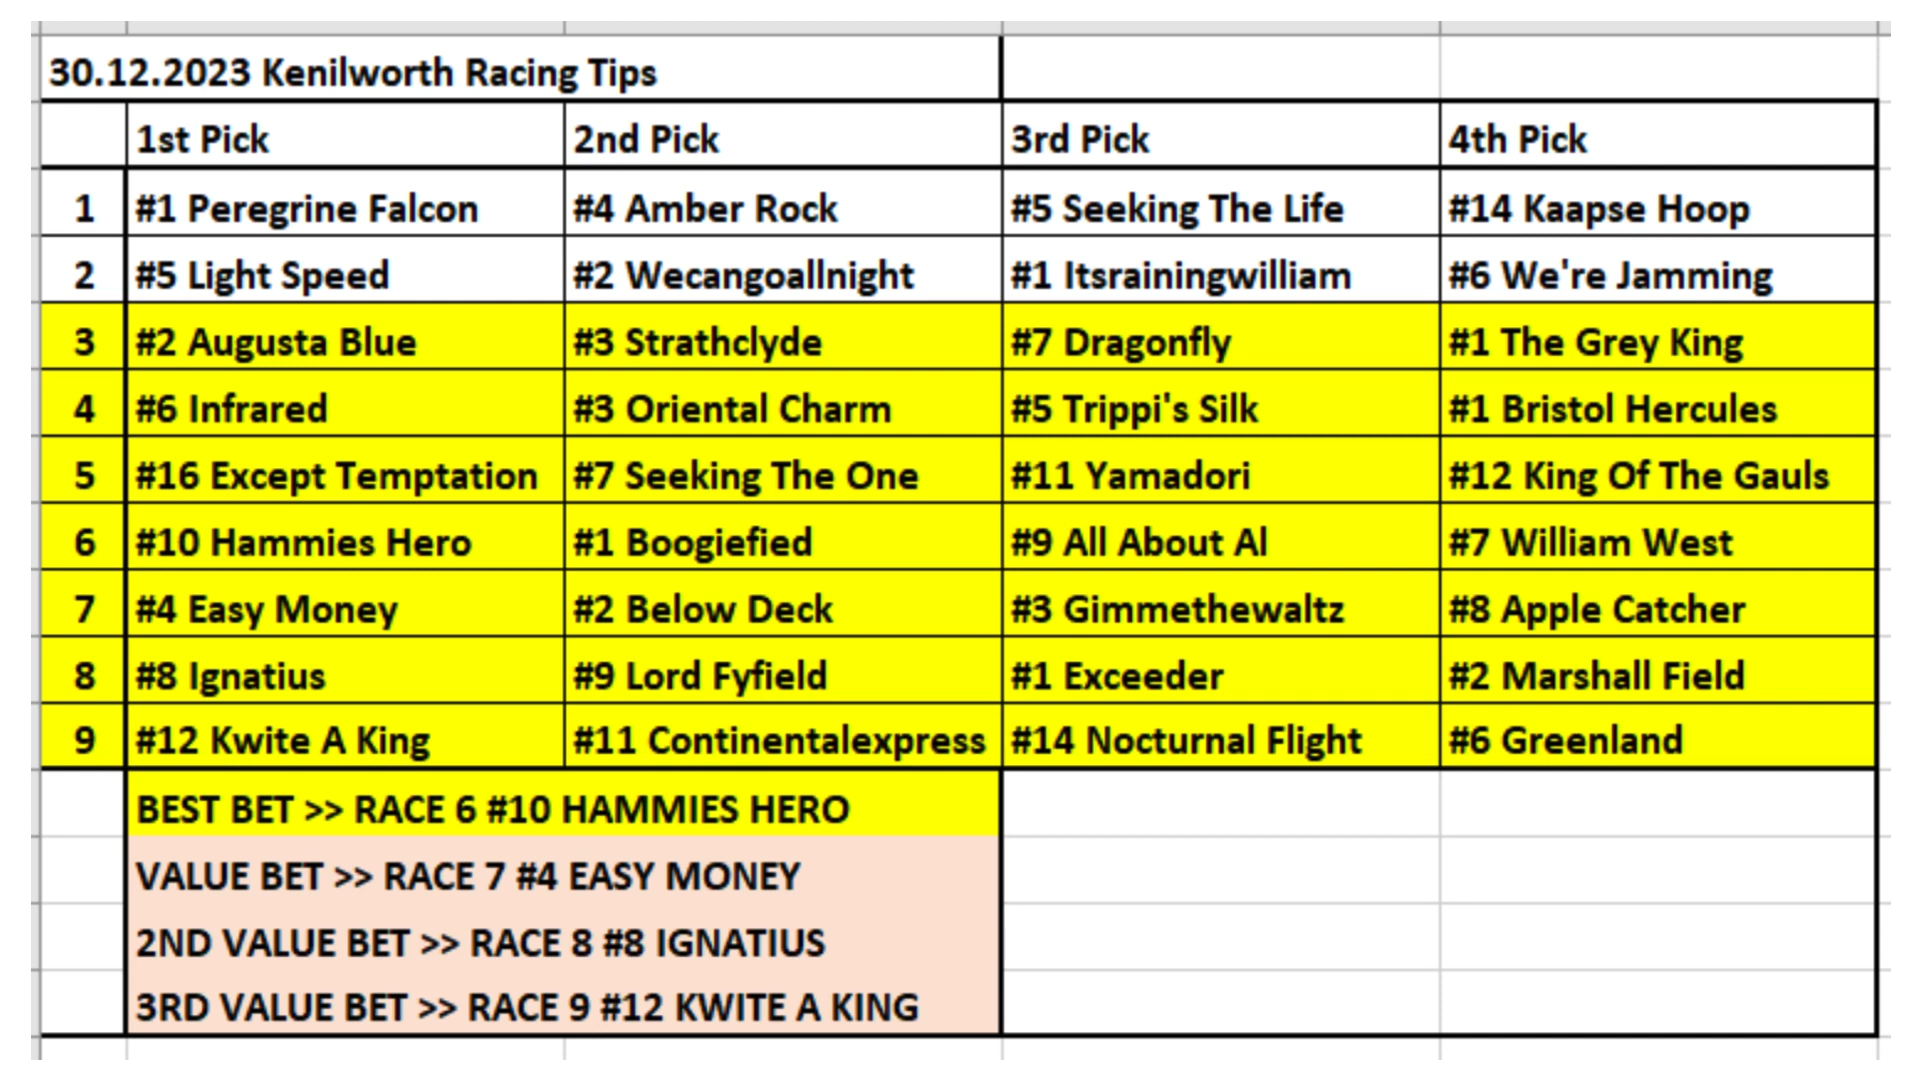 30.12.2023 Kenilworth Racing Tips
1st Pick 2nd Pick 3rd Pick 4th Pick
1 #1 Peregrine Falcon #4 Amber Rock #5 Seeking The Life #14 Kaapse Hoop
2 #5 Light Speed #2 Wecangoallnight #1 Itsrainingwilliam #6 We're Jamming
3 #2 Augusta Blue #3 Strathclyde #7 Dragonfly #1 The Grey King
4 #6 Infrared #3 Oriental Charm #5 Trippi's Silk #1 Bristol Hercules
5 #16 Except Temptation #7 Seeking The One #11 Yamadori #12 King Of The Gauls
6 #10 Hammies Hero #1 Boogiefied #9 All About Al #7 William West
7 #4 Easy Money #2 Below Deck #3 Gimmethewaltz #8 Apple Catcher
8 #8 Ignatius #9 Lord Fyfield #1 Exceeder #2 Marshall Field
9 #12 Kwite A King #11 Continentalexpress #14 Nocturnal Flight #6 Greenland
BEST BET >> RACE 6 #10 HAMMIES HERO
VALUE BET >> RACE 7 #4 EASY MONEY
2ND VALUE BET >> RACE 8 #8 IGNATIUS
3RD VALUE BET >> RACE 9 #12 KWITE A KING